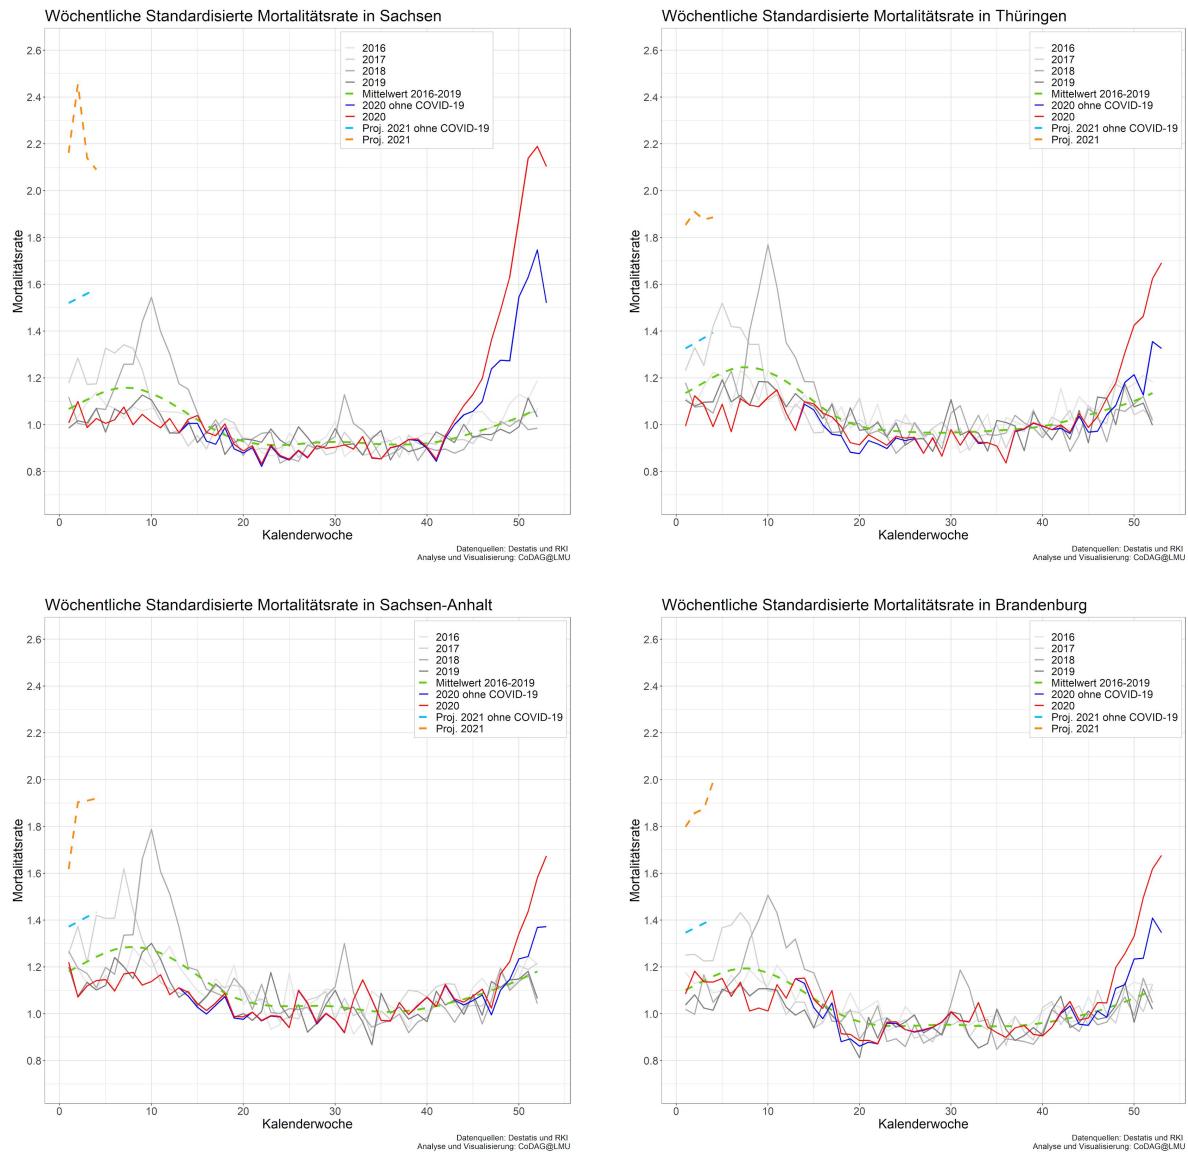 Wöchentliche Standardisierte Mortalitätsrate in Sachsen
2016
2017
2018
2019
Mittelwert 2016-2019
2020 ohne COVID-19
2020
Proj. 2021 ohne COVID-19
Proj. 2021
2.6
2.4
2.2
2.0
1.8
1.6
1.4
1.2
1.0
0.8
Mortalitätsrate
0 10 20 30 40 50
Kalenderwoche
Datenquellen: Destatis und RKI
Analyse und Visualisierung: CoDAG@LMU
Wöchentliche Standardisierte Mortalitätsrate in Thüringen
2016
2017
2018
2019
Mittelwert 2016-2019
2020 ohne COVID-19
2020
Proj. 2021 ohne COVID-19
Proj. 2021
2.6
2.4
2.2
2.0
1.8
1.6
1.4
1.2
1.0
0.8
Mortalitätsrate
0 10 20 30 40 50
Kalenderwoche
Datenquellen: Destatis und RKI
Analyse und Visualisierung: CoDAG@LMU
Wöchentliche Standardisierte Mortalitätsrate in Sachsen-Anhalt
2016
2017
2018
2019
Mittelwert 2016-2019
2020 ohne COVID-19
2020
Proj. 2021 ohne COVID-19
Proj. 2021
2.6
2.4
2.2
2.0
1.8
1.6
1.4
1.2
1.0
0.8
Mortalitätsrate
0 10 20 30 40 50
Kalenderwoche
Datenquellen: Destatis und RKI
Analyse und Visualisierung: CoDAG@LMU
Wöchentliche Standardisierte Mortalitätsrate in Brandenburg
2016
2017
2018
2019
Mittelwert 2016-2019
2020 ohne COVID-19
2020
Proj. 2021 ohne COVID-19
Proj. 2021
2.6
2.4
2.2
2.0
1.8
1.6
1.4
1.2
1.0
0.8
Mortalitätsrate
0 10 20 30 40 50
Kalenderwoche
Datenquellen: Destatis und RKI
Analyse und Visualisierung: CoDAG@LMU